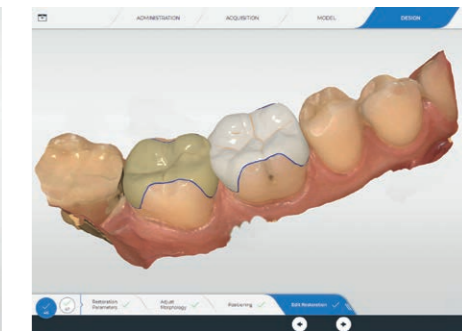 ADMINISTRATION
ACQUISITION
MODEL
DESIGN
Restoration
Parameters
Adjust
Morphology
Positioning
Edit Restoration